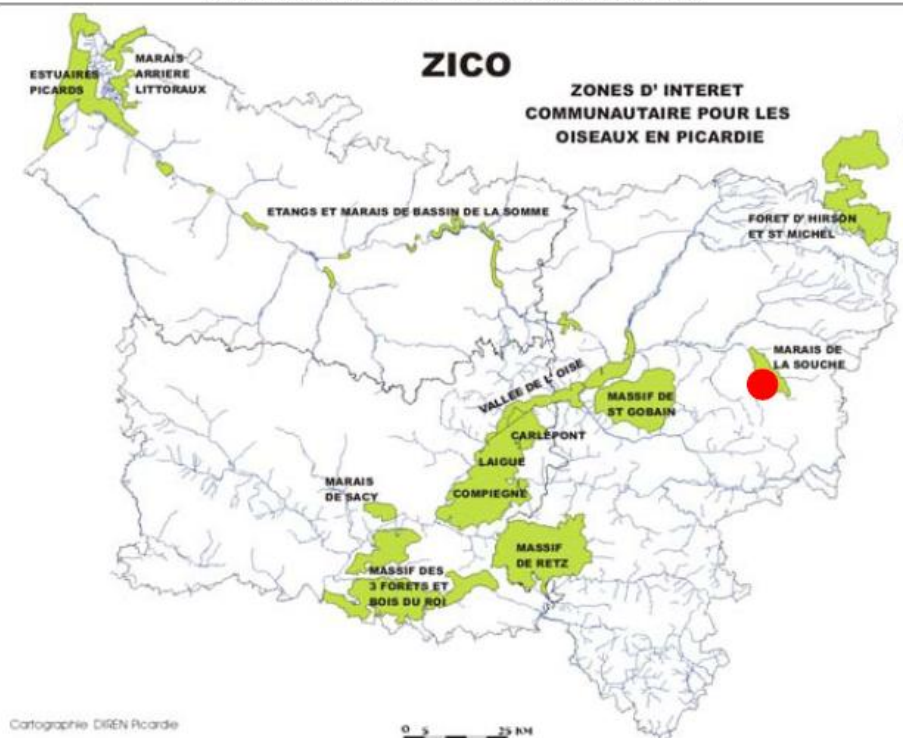 ZICO
ZONES D' INTERET
COMMUNAUTAIRE POUR LES
OISEAUX EN PICARDIE
ESTUAIRES
PICARDS
MARAIS
ARRIERE
LITTORAUX
ETANGS ET MARAIS DE BASSIN DE LA SOMME
FORET D' HIRSON
ET ST MICHEL
MARAIS DE
LA SOUCHE
VALLEE DE L' OISE
MASSIF DE
ST GOBAIN
CARLEPONT
LAIGUE
COMPIEGNE
MARAIS
DE SACY
MASSIF
DE RETZ
MASSIF DES
3 FORETS ET
BOIS DU ROI
Cartographie DIREN Picardie
0 5 25 KM